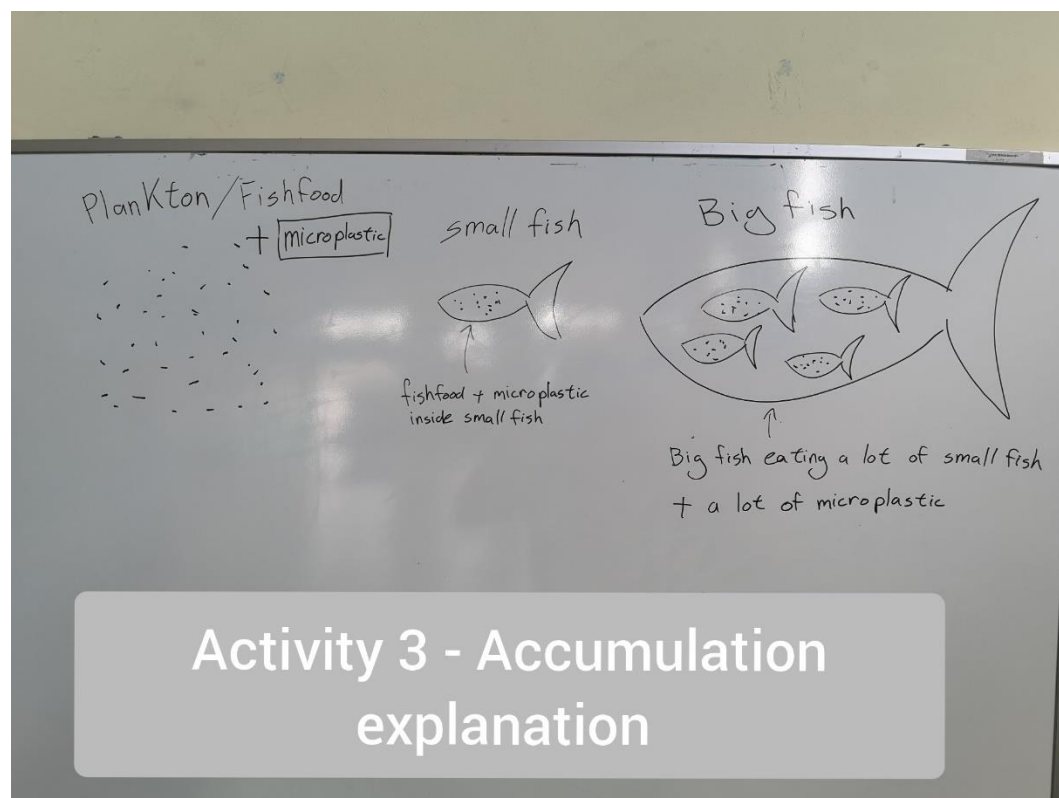 PlanKton/Fishfood
+ microplastic
small fish
fishfood + microplastic
inside small fish
Big fish
Big fish eating a lot of small fish
+ a lot of microplastic
Activity 3 - Accumulation
explanation